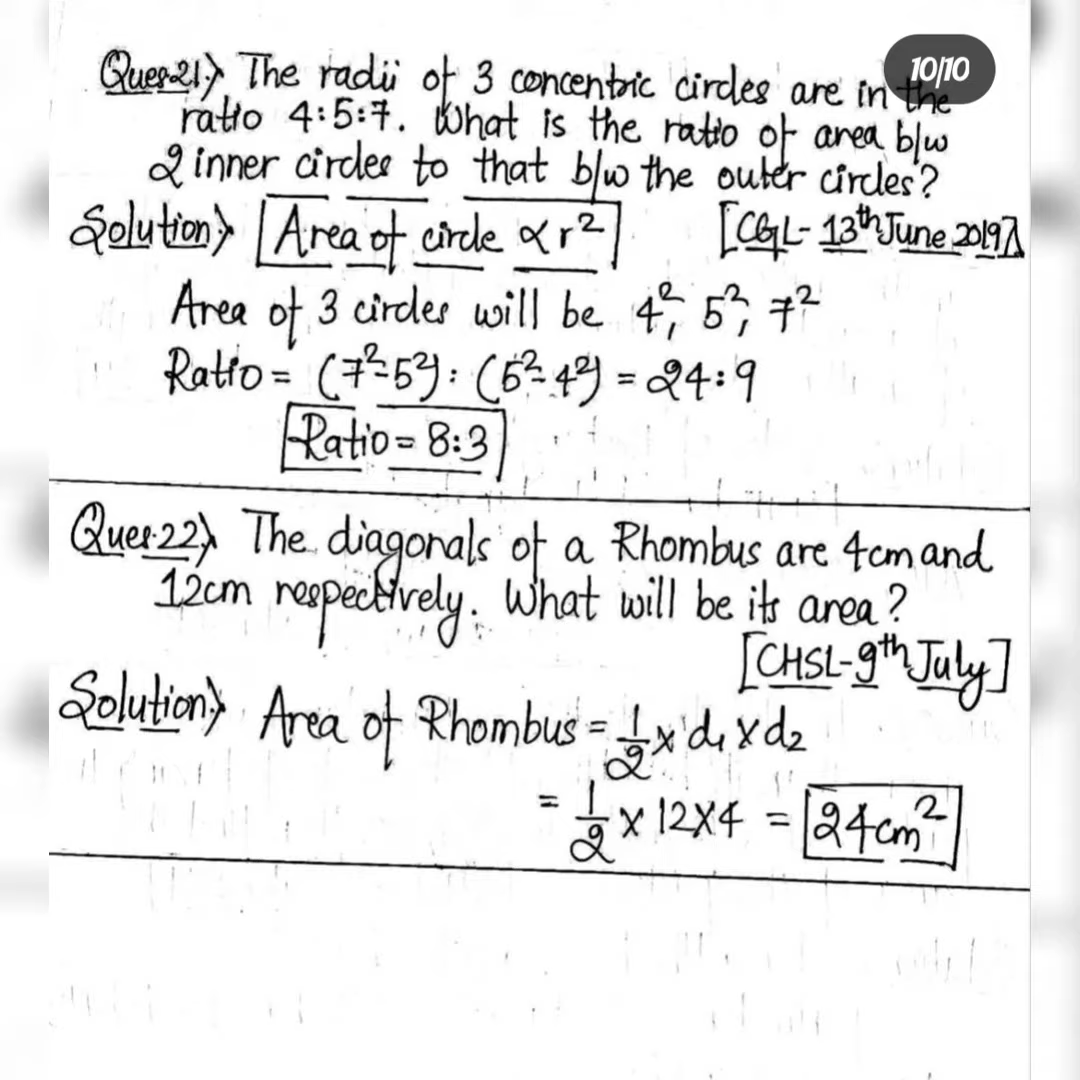 10/10
Ques.21.) The radii of 3 concentric circles are in the
ratio 4:5:7. What is the ratio of area b/w
2 inner circles to that b/w the outer circles?
[CGL- 13th June 2019]
Solution) Area of circle ∝ r²
Area of 3 circles will be 4², 5², 7²
Ratio = (7²-5²) : (5²-4²) = 24:9
Ratio = 8:3
Ques.22) The diagonals of a Rhombus are 4cm and
12cm respectively. What will be its area?
[CHSL-9th July]
Solution) Area of Rhombus = 1/2 x d₁ x d₂
= 1/2 x 12x4 = 24cm²